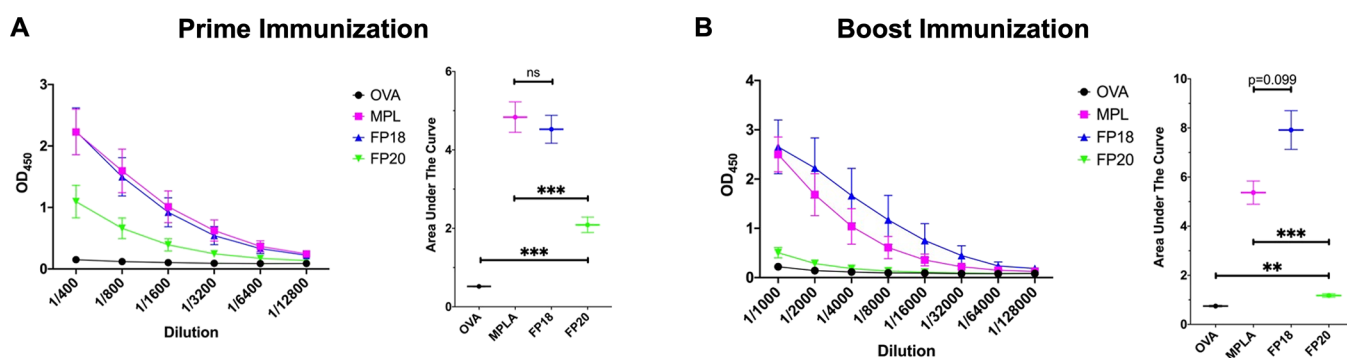 A Prime Immunization
3
2
1
0
OD450
1/400
1/800
1/1600
1/3200
1/6400
1/12800
Dilution
OVA
MPL
FP18
FP20
6
4
2
0
Area Under The Curve
ns
***
***
OVA
MPLA
FP18
FP20
B Boost Immunization
4
3
2
1
0
OD450
1/1000
1/2000
1/4000
1/8000
1/16000
1/32000
1/64000
1/128000
Dilution
OVA
MPL
FP18
FP20
10
8
6
4
2
0
Area Under The Curve
p=0.099
***
**
OVA
MPLA
FP18
FP20